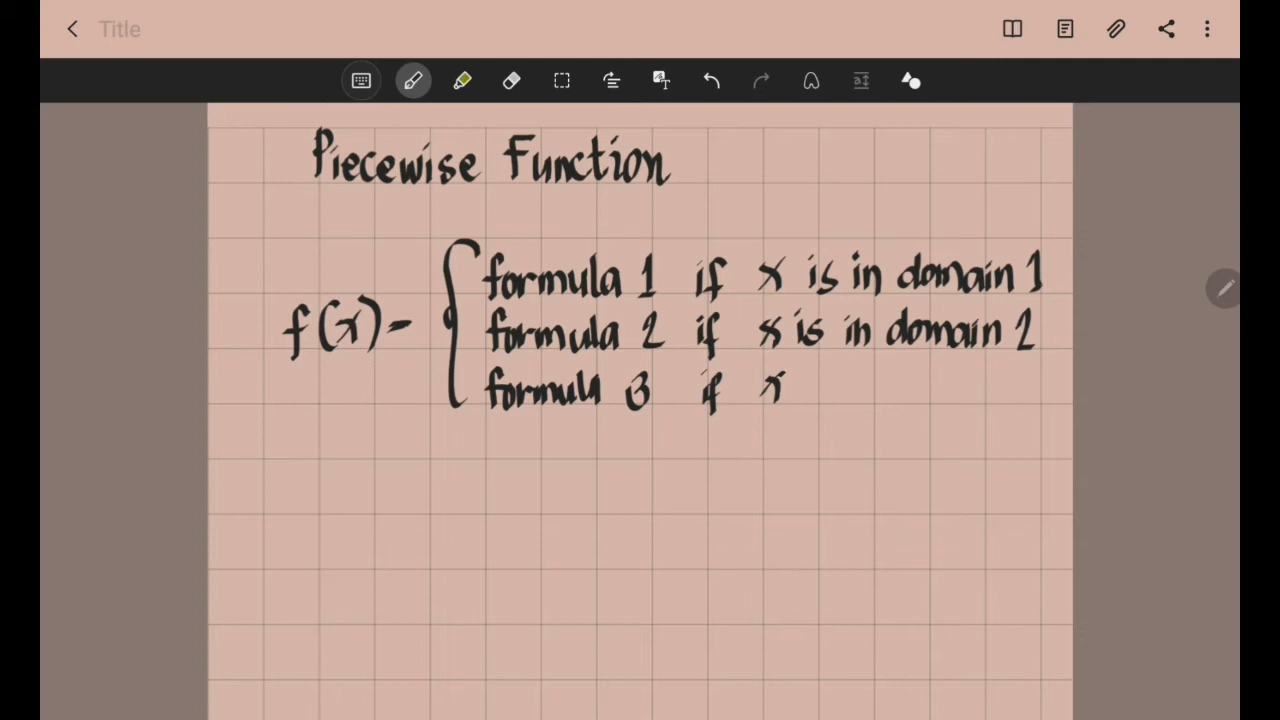 Title
Piecewise Function
formula 1 if x is in domain 1
f(x) - formula 2 if x is in domain 2
formula 3 if x